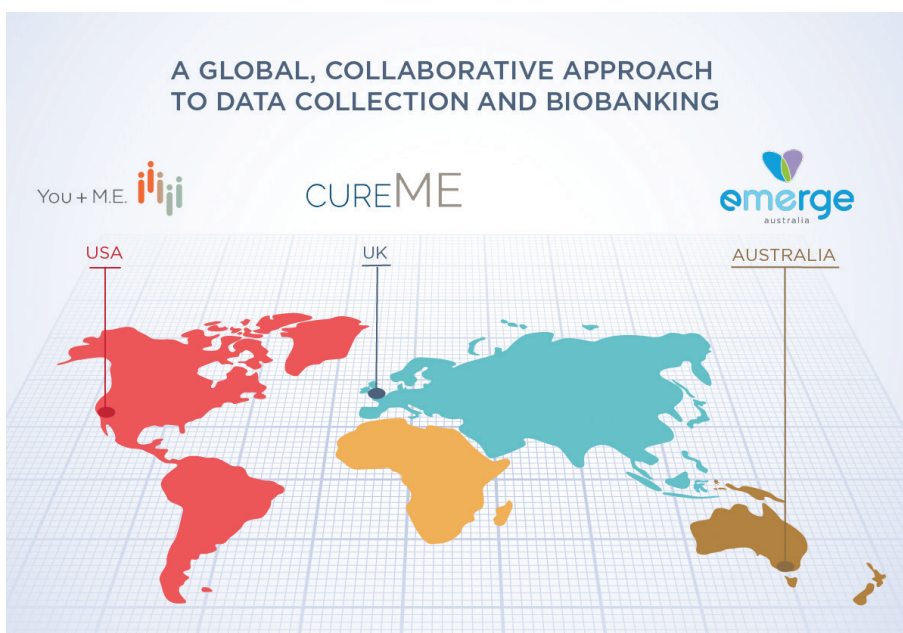 A GLOBAL, COLLABORATIVE APPROACH
TO DATA COLLECTION AND BIOBANKING
YOU + M.E.
CUREME
emerge
australia
USA
UK
AUSTRALIA